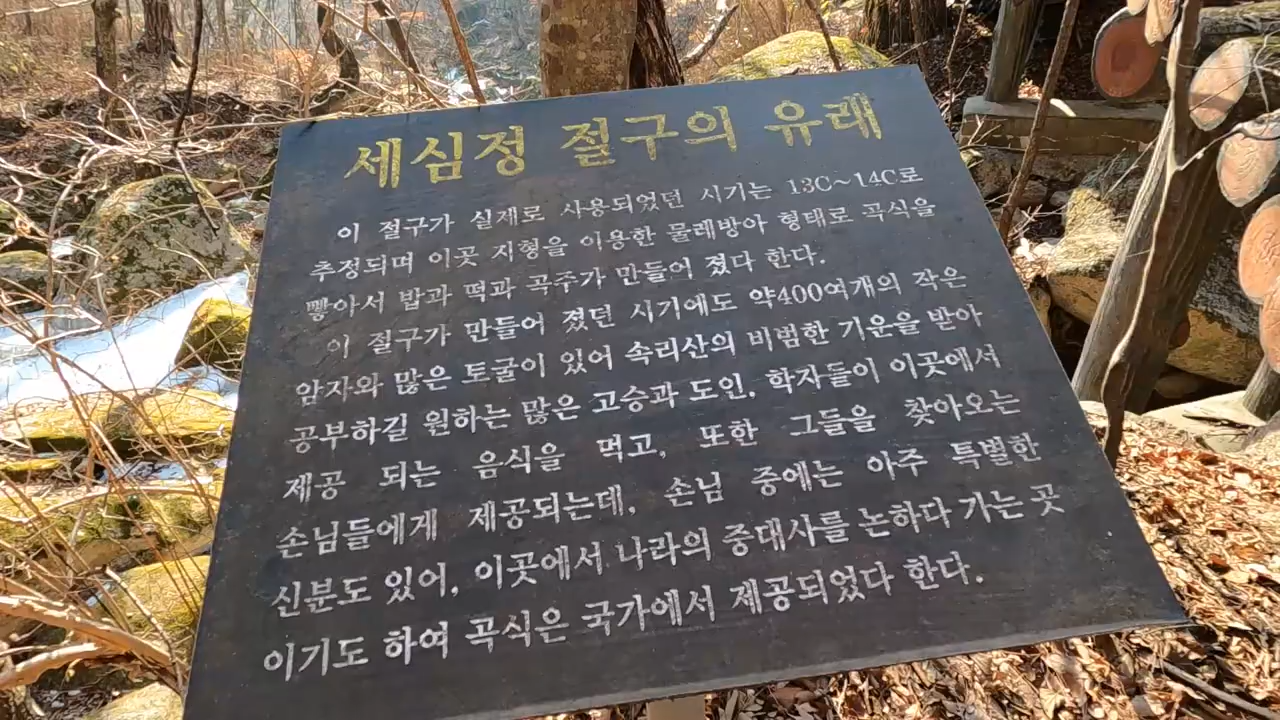 세심정 절구의 유래
이 절구가 실제로 사용되었던 시기는 13C~14C로
추정되며 이곳 지형을 이용한 물레방아 형태로 곡식을
빻아서 밥과 떡과 곡주가 만들어 졌다 한다.
이 절구가 만들어 졌던 시기에도 약400여개의 작은
암자와 많은 토굴이 있어 속리산의 비범한 기운을 받아
공부하길 원하는 많은 고승과 도인, 학자들이 이곳에서
제공 되는 음식을 먹고, 또한 그들을 찾아오는
손님들에게 제공되는데, 손님 중에는 아주 특별한
신분도 있어, 이곳에서 나라의 중대사를 논하다 가는 곳
이기도 하여 곡식은 국가에서 제공되었다 한다.